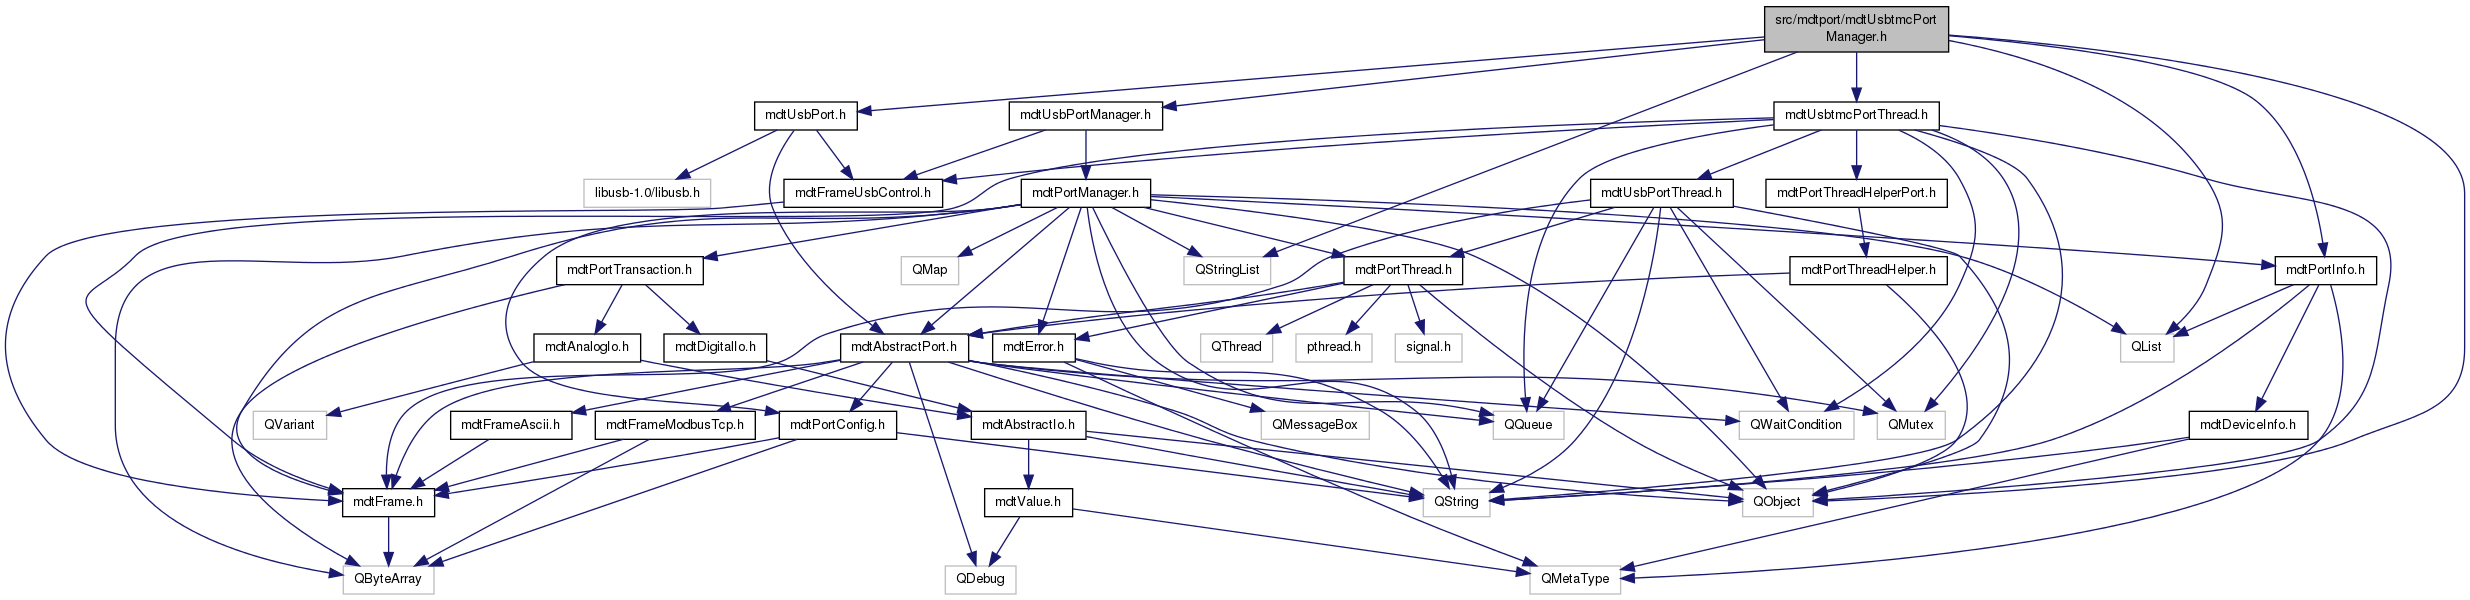 src/mdtport/mdtUsbtmcPort
Manager.h
mdtUsbPort.h
mdtUsbPortManager.h
mdtUsbtmcPortThread.h
libusb-1.0/libusb.h
mdtFrameUsbControl.h
mdtPortManager.h
mdtPortThreadHelperPort.h
mdtUsbPortThread.h
mdtPortTransaction.h
QMap
QStringList
mdtPortThread.h
mdtPortThreadHelper.h
mdtPortInfo.h
mdtAnalogIo.h
mdtDigitalIo.h
mdtAbstractPort.h
mdtError.h
QThread
pthread.h
signal.h
QList
QVariant
mdtFrameAscii.h
mdtFrameModbusTcp.h
mdtPortConfig.h
mdtAbstractIo.h
QMessageBox
QQueue
QWaitCondition
QMutex
mdtDeviceInfo.h
mdtFrame.h
mdtValue.h
QString
QObject
QByteArray
QDebug
QMetaType